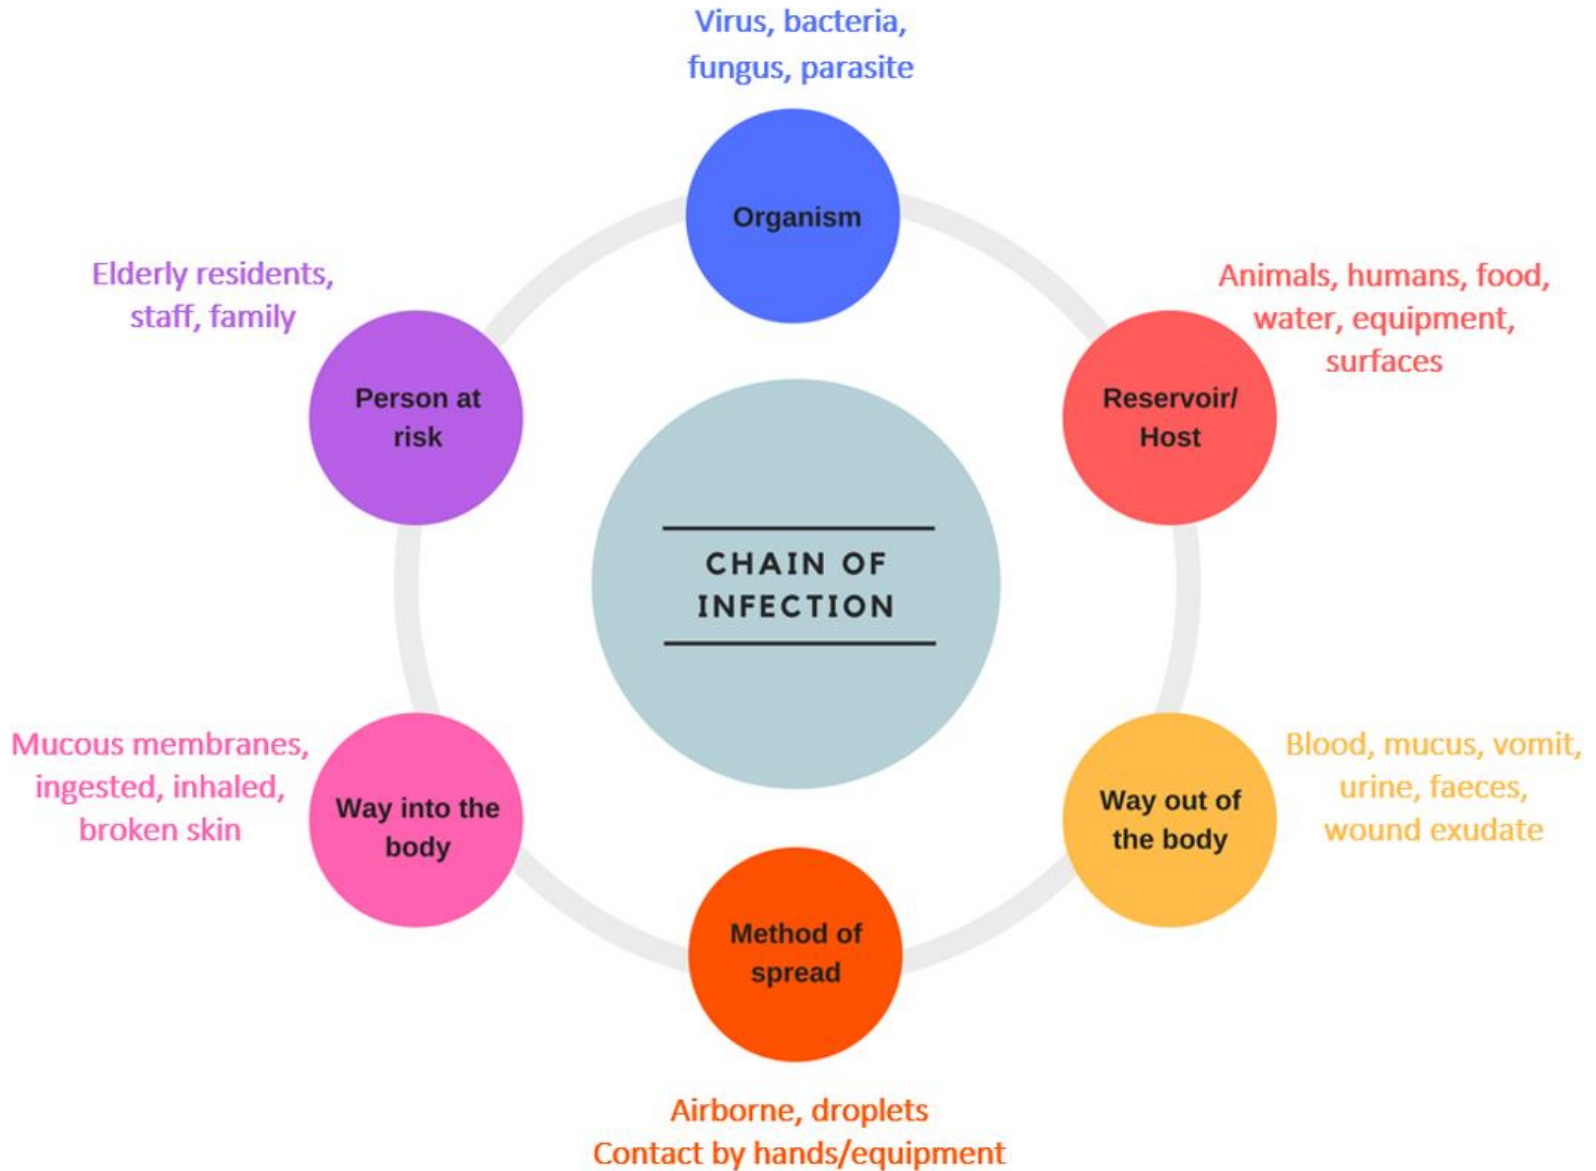 Virus, bacteria,
fungus, parasite
Organism
Animals, humans, food,
water, equipment,
surfaces
Reservoir/
Host
Blood, mucus, vomit,
urine, faeces,
wound exudate
Way out of
the body
Method of
spread
Airborne, droplets
Contact by hands/equipment
Mucous membranes,
ingested, inhaled,
broken skin
Way into the
body
Elderly residents,
staff, family
Person at
risk
CHAIN OF
INFECTION